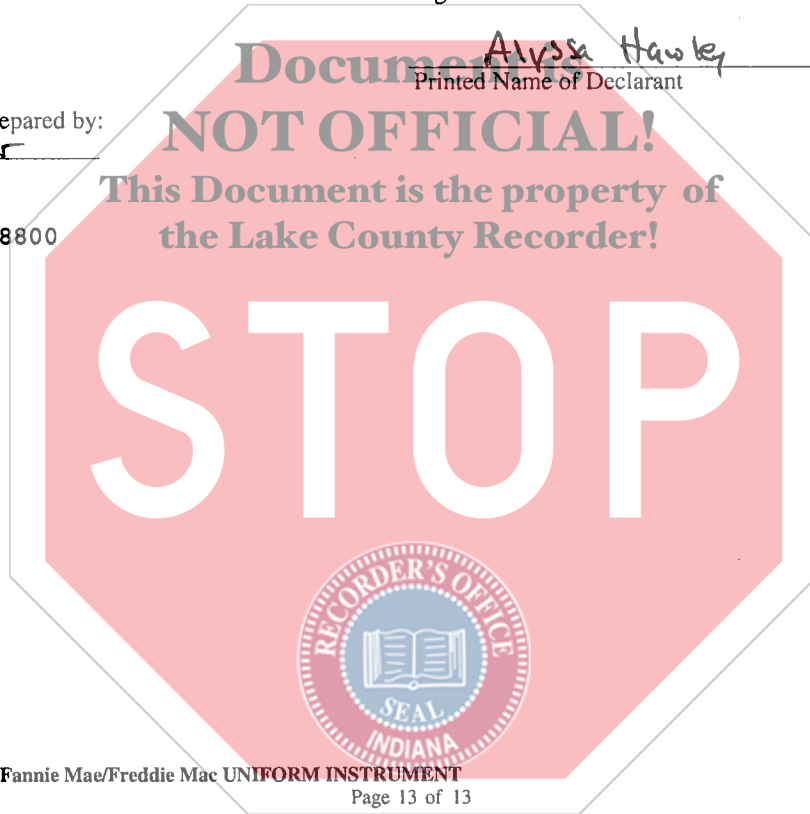 Alyssa Hawley
Document is
Printed Name of Declarant
epared by:
NOT OFFICIAL!
This Document is the property of
8800
the Lake County Recorder!
STOP
RECORDER'S OFFICE
SEAL
INDIANA
Fannie Mae/Freddie Mac UNIFORM INSTRUMENT
Page 13 of 13